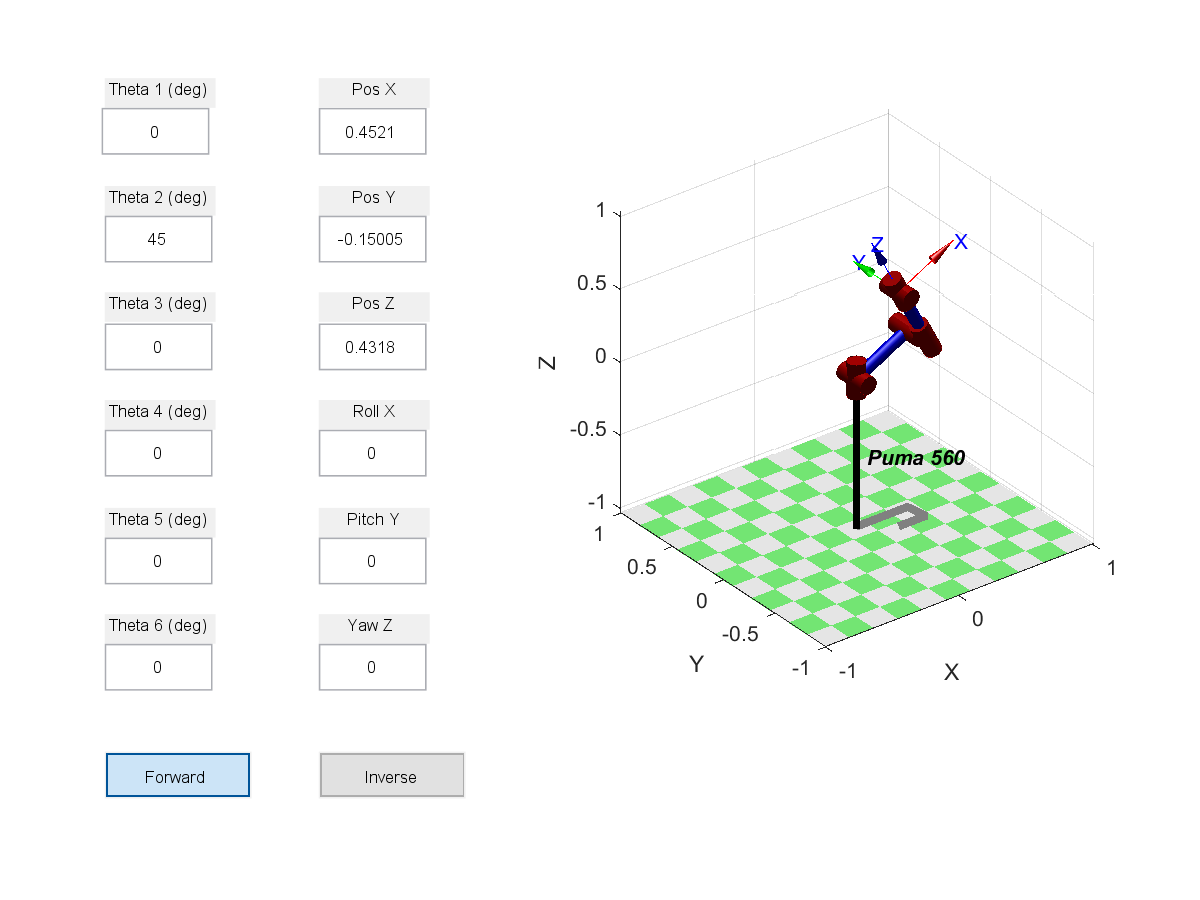 Theta 1 (deg)
0
Pos X
0.4521
Theta 2 (deg)
45
Pos Y
-0.15005
Theta 3 (deg)
0
Pos Z
0.4318
Theta 4 (deg)
0
Roll X
0
Theta 5 (deg)
0
Pitch Y
0
Theta 6 (deg)
0
Yaw Z
0
Forward
Inverse
1
0.5
0
-0.5
-1
Z
Z
Y
X
Puma 560
1
0.5
0
-0.5
-1
Y
-1
0
1
X